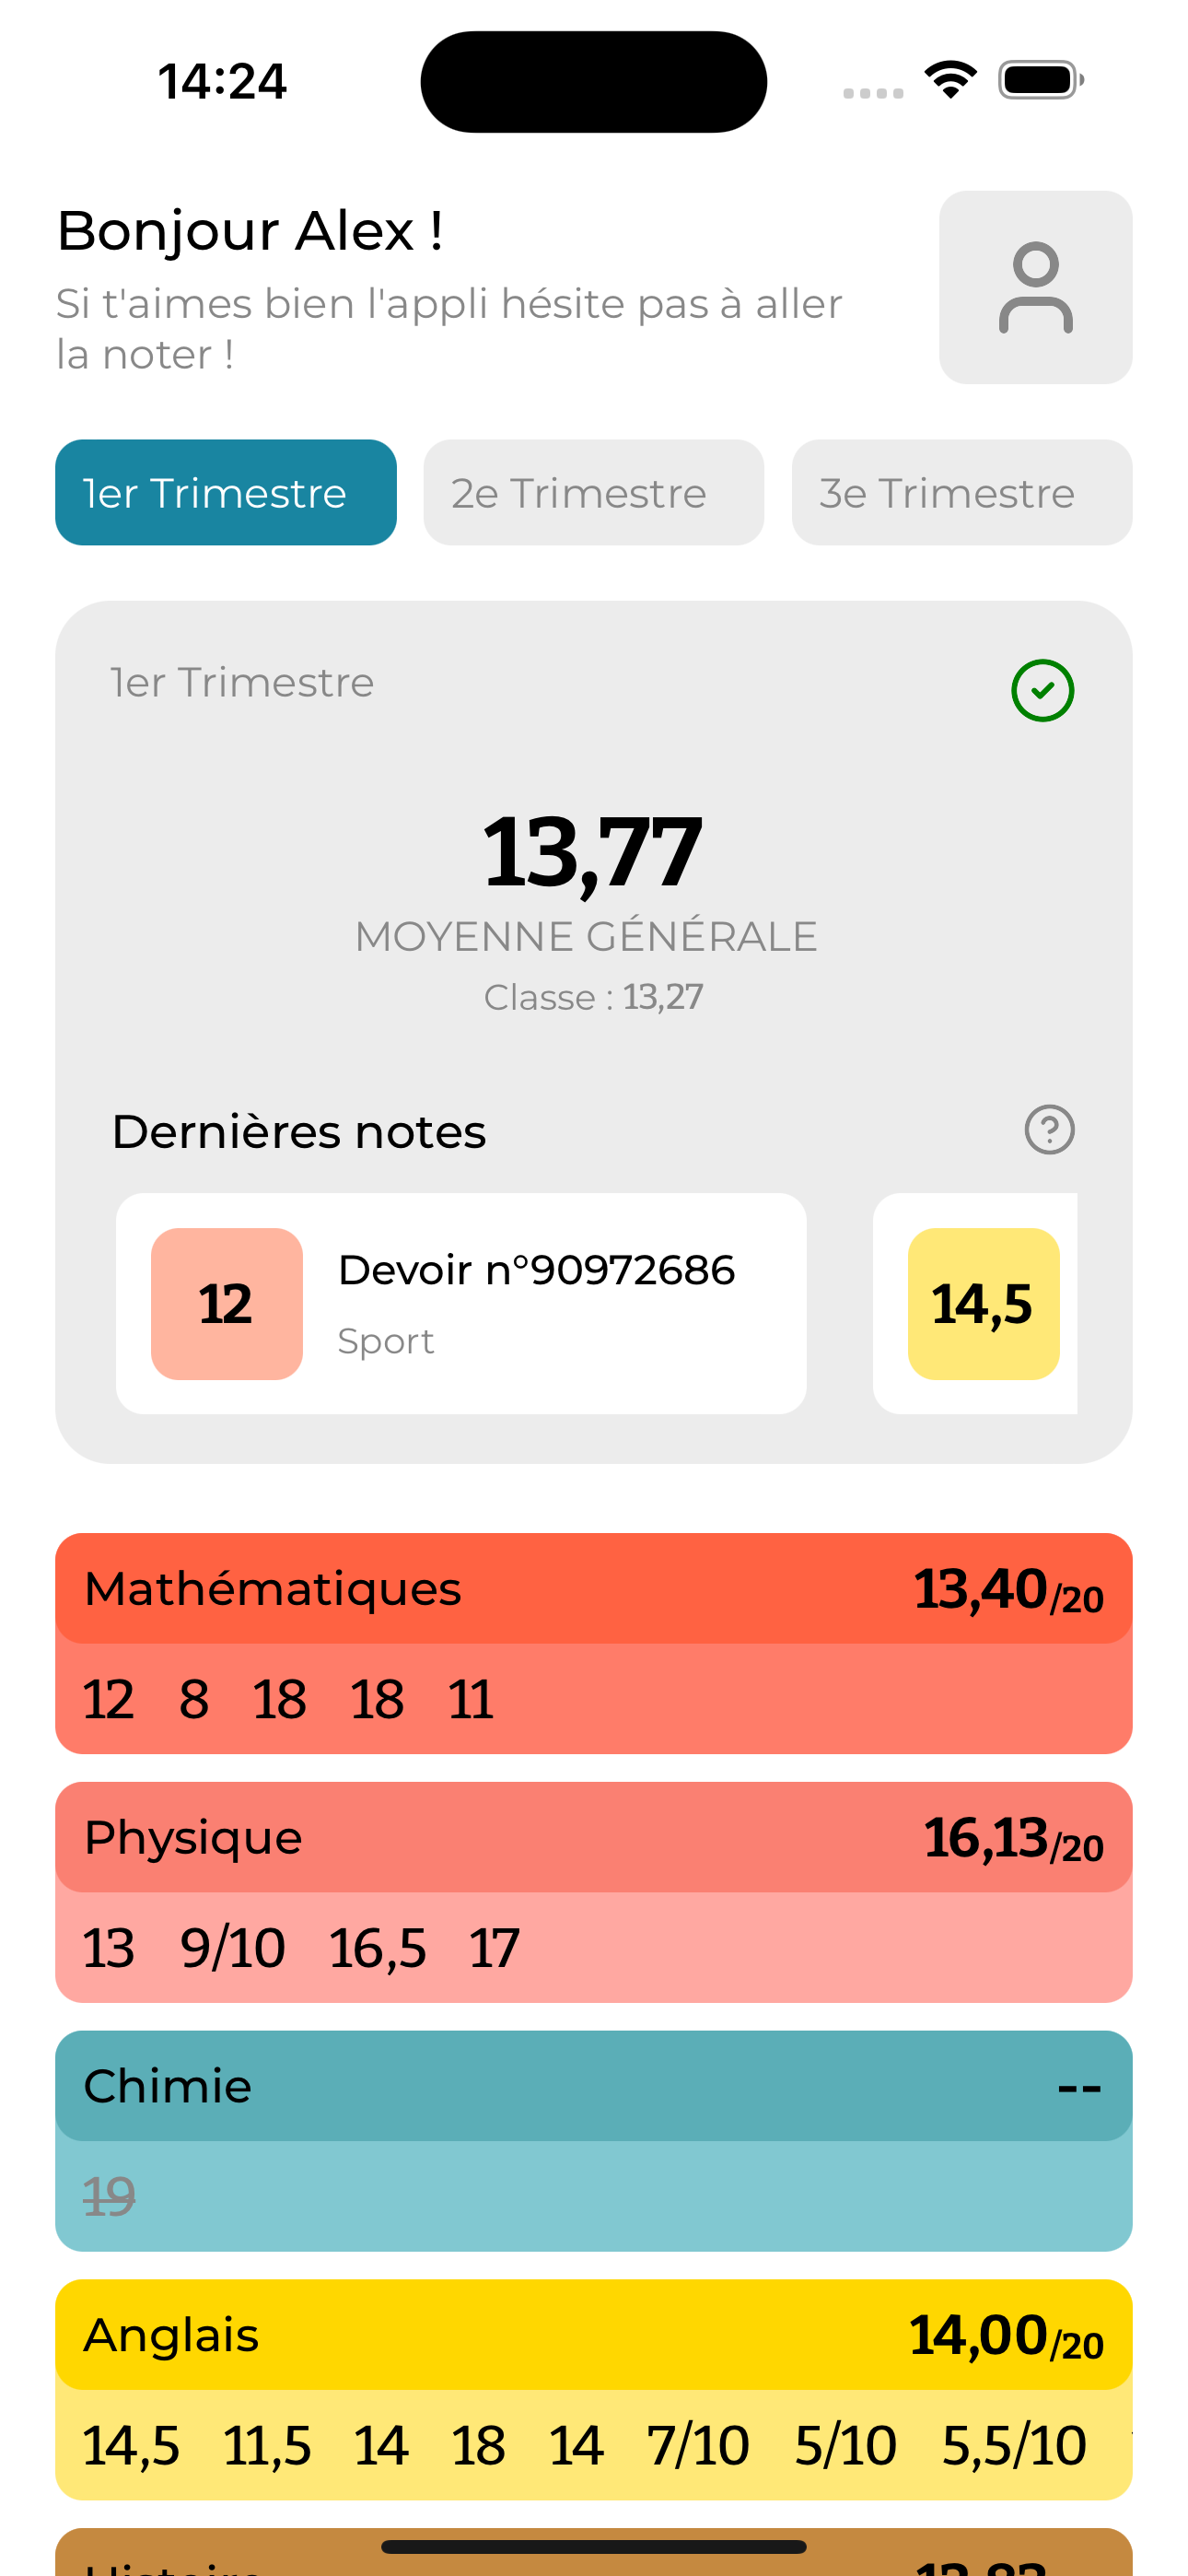 14:24
Bonjour Alex !
Si t'aimes bien l'appli hésite pas à aller
la noter !
1er Trimestre
2e Trimestre
3e Trimestre
1er Trimestre
13,77
MOYENNE GÉNÉRALE
Classe : 13,27
Dernières notes
12
Devoir n°90972686
Sport
14,5
Mathématiques 13,40/20
12 8 18 18 11
Physique 16,13/20
13 9/10 16,5 17
Chimie --
19
Anglais 14,00/20
14,5 11,5 14 18 14 7/10 5/10 5,5/10